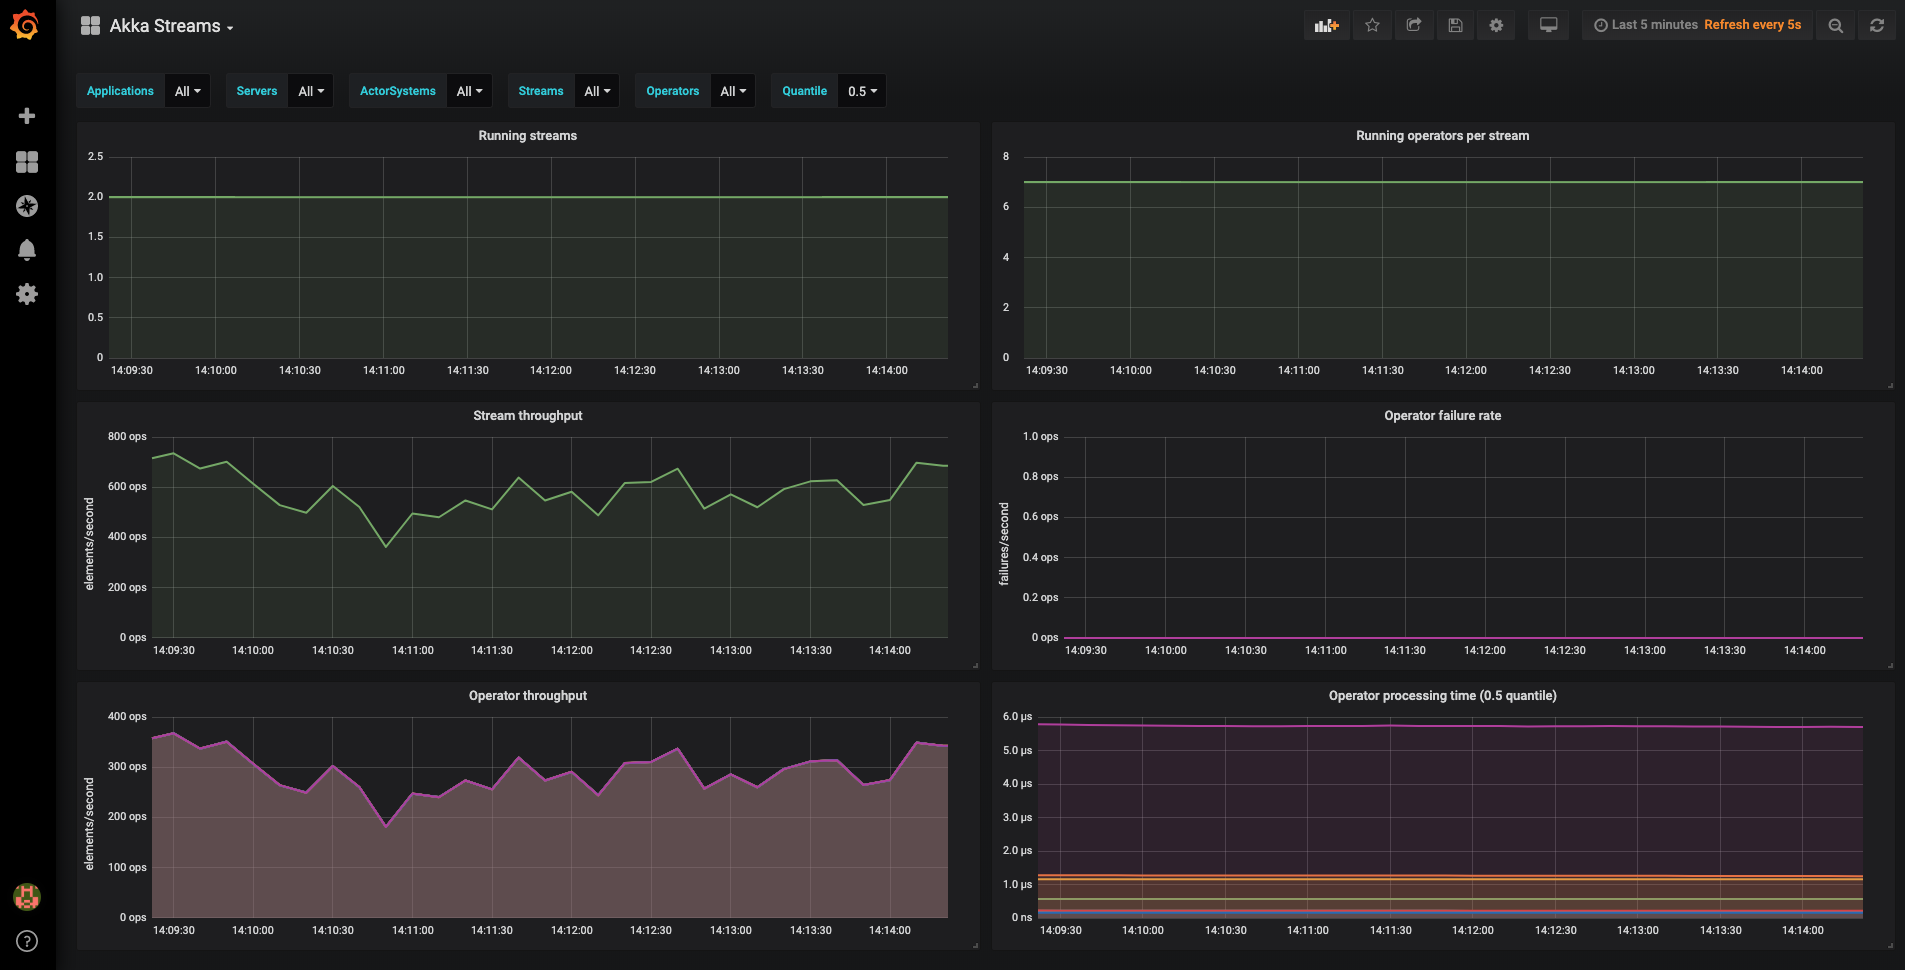 Akka Streams
Last 5 minutes Refresh every 5s
Applications All Servers All ActorSystems All Streams All Operators All Quantile 0.5
Running streams
2.5
2.0
1.5
1.0
0.5
0
14:09:30 14:10:00 14:10:30 14:11:00 14:11:30 14:12:00 14:12:30 14:13:00 14:13:30 14:14:00
Running operators per stream
8
6
4
2
0
14:09:30 14:10:00 14:10:30 14:11:00 14:11:30 14:12:00 14:12:30 14:13:00 14:13:30 14:14:00
Stream throughput
elements/second
800 ops
600 ops
400 ops
200 ops
0 ops
14:09:30 14:10:00 14:10:30 14:11:00 14:11:30 14:12:00 14:12:30 14:13:00 14:13:30 14:14:00
Operator failure rate
failures/second
1.0 ops
0.8 ops
0.6 ops
0.4 ops
0.2 ops
0 ops
14:09:30 14:10:00 14:10:30 14:11:00 14:11:30 14:12:00 14:12:30 14:13:00 14:13:30 14:14:00
Operator throughput
elements/second
400 ops
300 ops
200 ops
100 ops
0 ops
14:09:30 14:10:00 14:10:30 14:11:00 14:11:30 14:12:00 14:12:30 14:13:00 14:13:30 14:14:00
Operator processing time (0.5 quantile)
6.0 µs
5.0 µs
4.0 µs
3.0 µs
2.0 µs
1.0 µs
0 ns
14:09:30 14:10:00 14:10:30 14:11:00 14:11:30 14:12:00 14:12:30 14:13:00 14:13:30 14:14:00